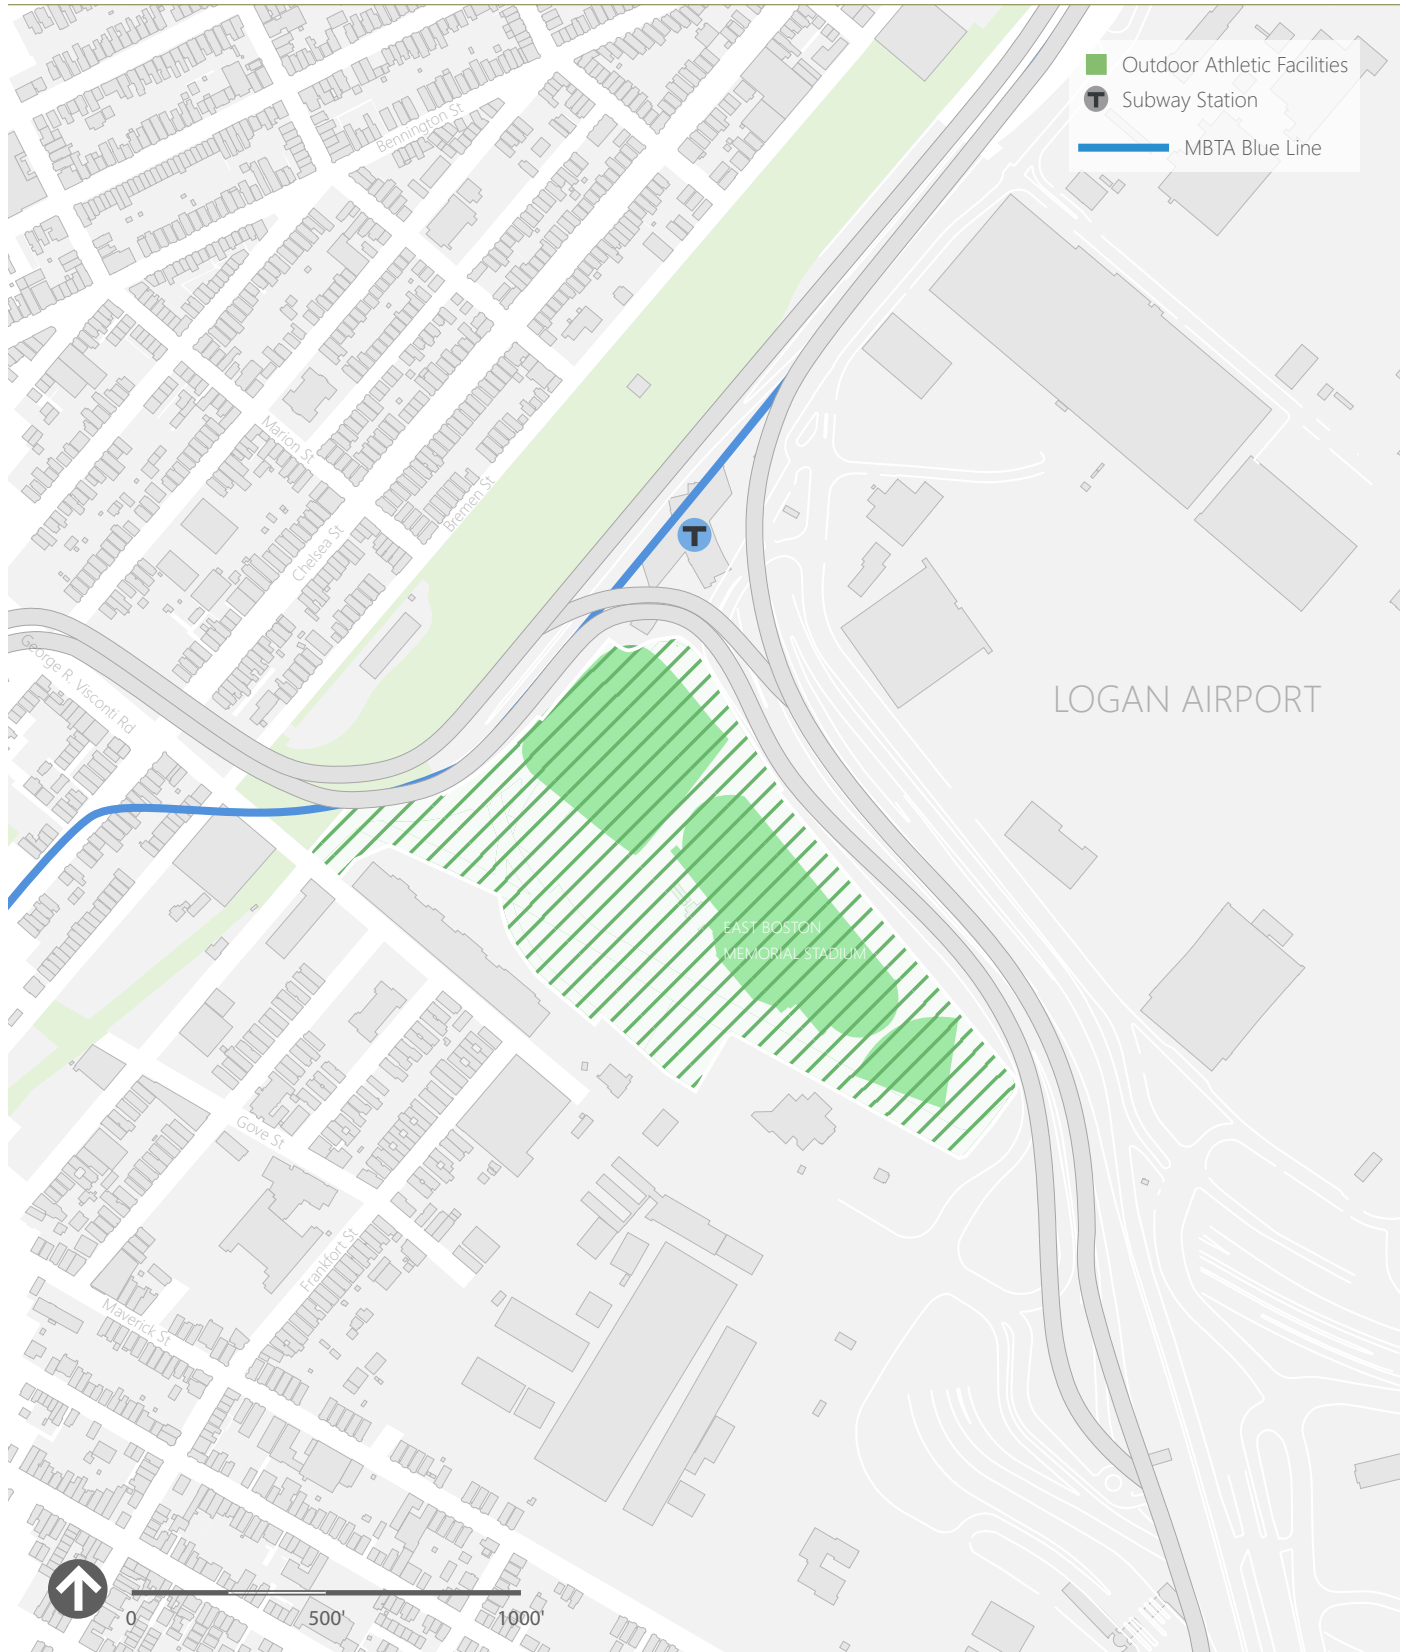 Outdoor Athletic Facilities
T
Subway Station
MBTA Blue Line
Bennington St
Marion St
Bremen St
Chelsea St
T
George R. Visconti Rd
LOGAN AIRPORT
EAST BOSTON
MEMORIAL STADIUM
Gove St
Frankfort St
Maverick St
0 500' 1000'